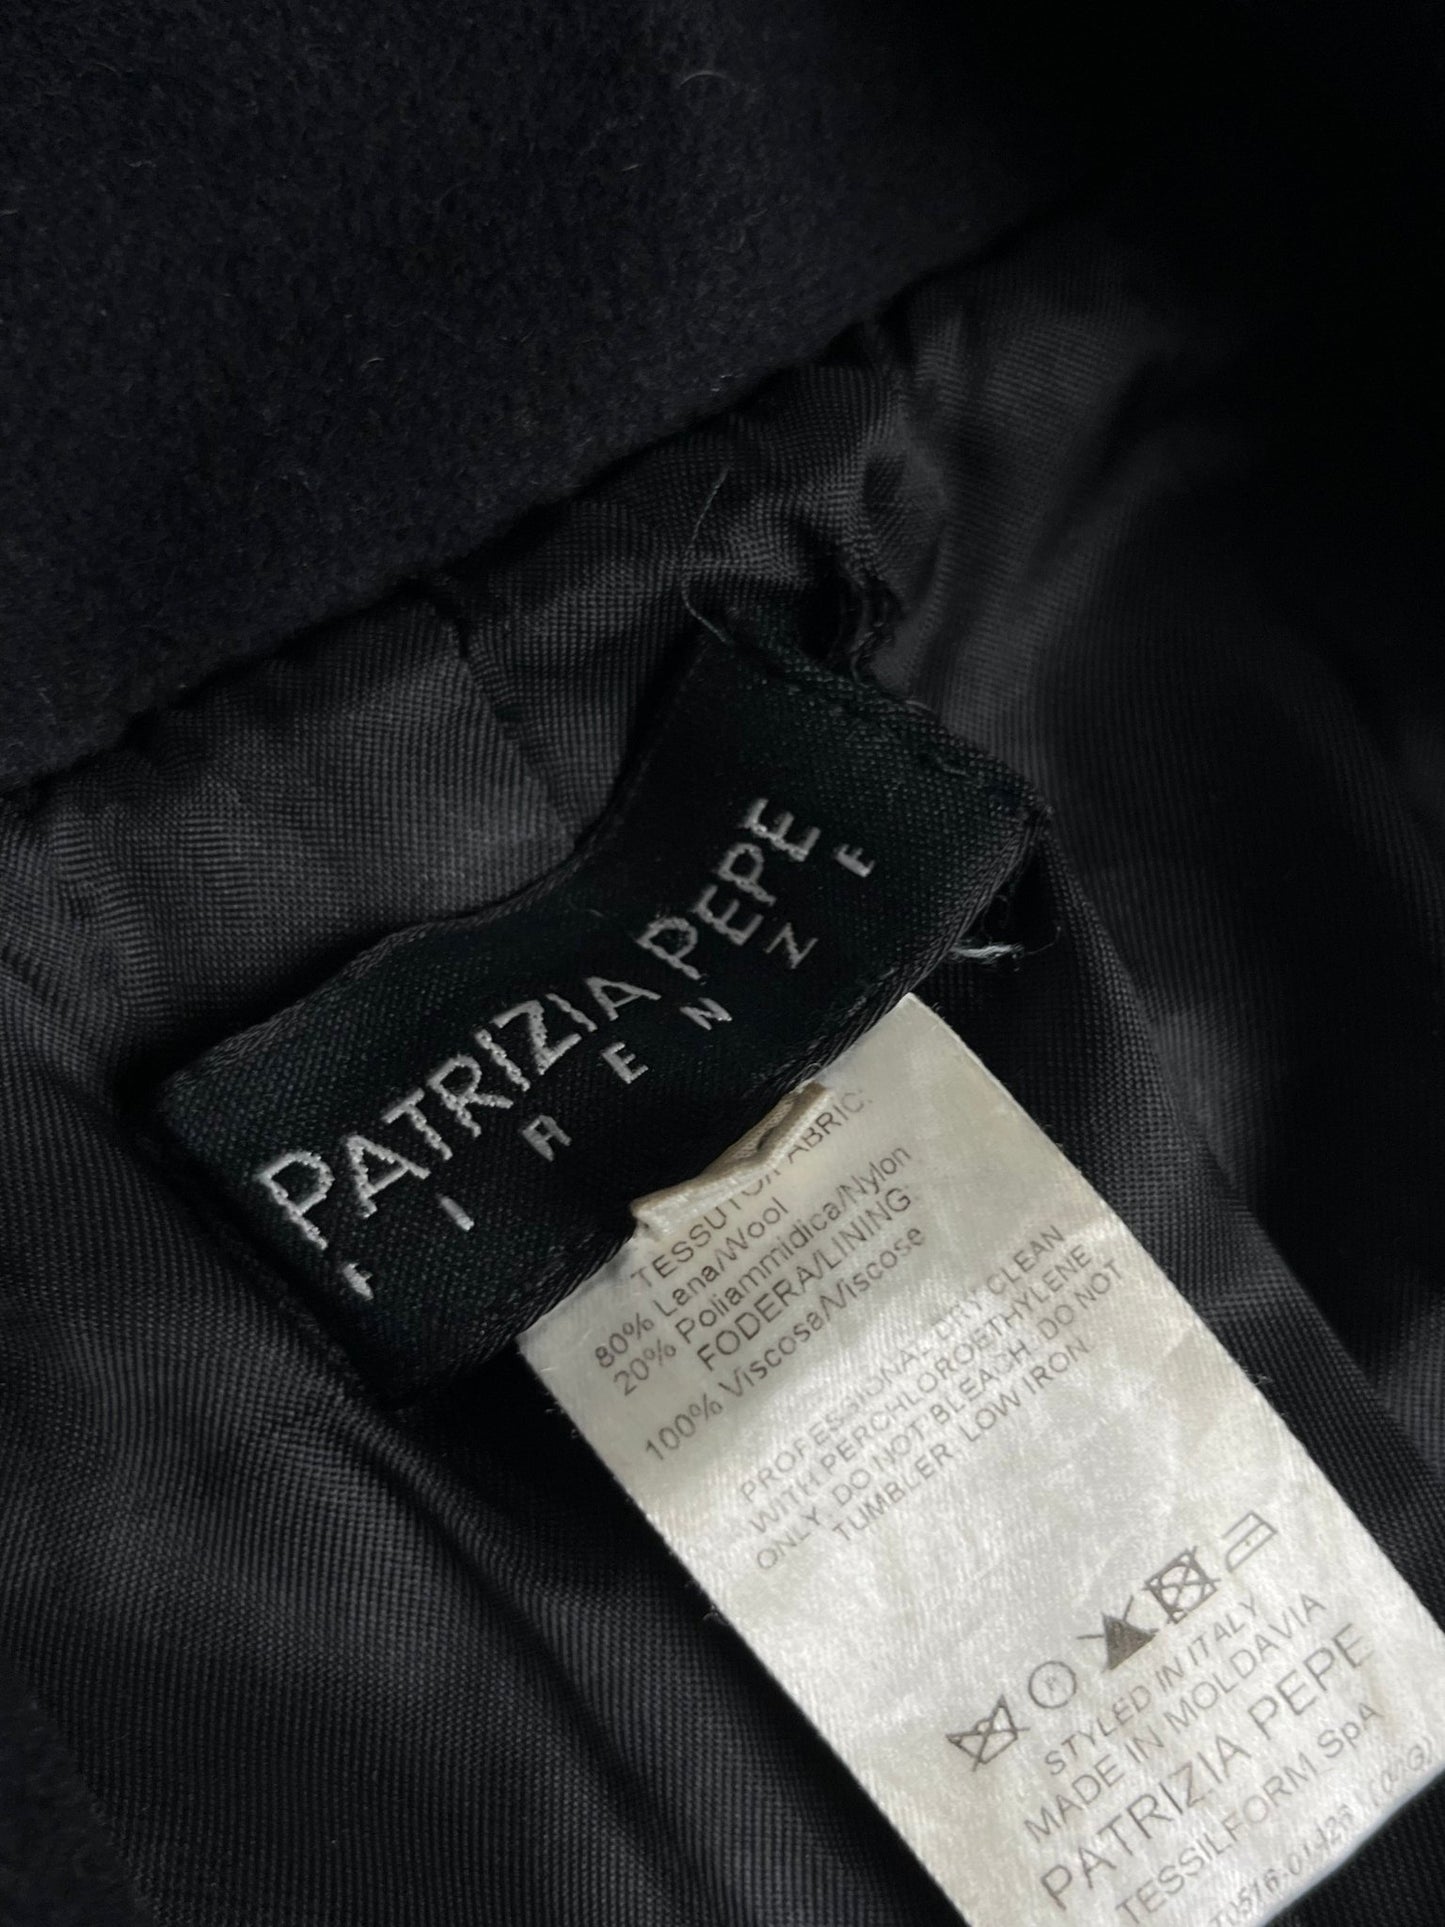 PATRIZIA PEPE
FIRENZE
TESSUTO/FABRIC:
80% Lana/Wool
20% Poliammidica/Nylon
FODERA/LINING:
100% Viscosa/Viscose
PROFESSIONAL DRY CLEAN
WITH PERCHLOROETHYLENE
ONLY. DO NOT BLEACH. DO NOT
TUMBLER. LOW IRON.
STYLED IN ITALY
MADE IN MOLDAVIA
PATRIZIA PEPE
TESSILFORM SpA